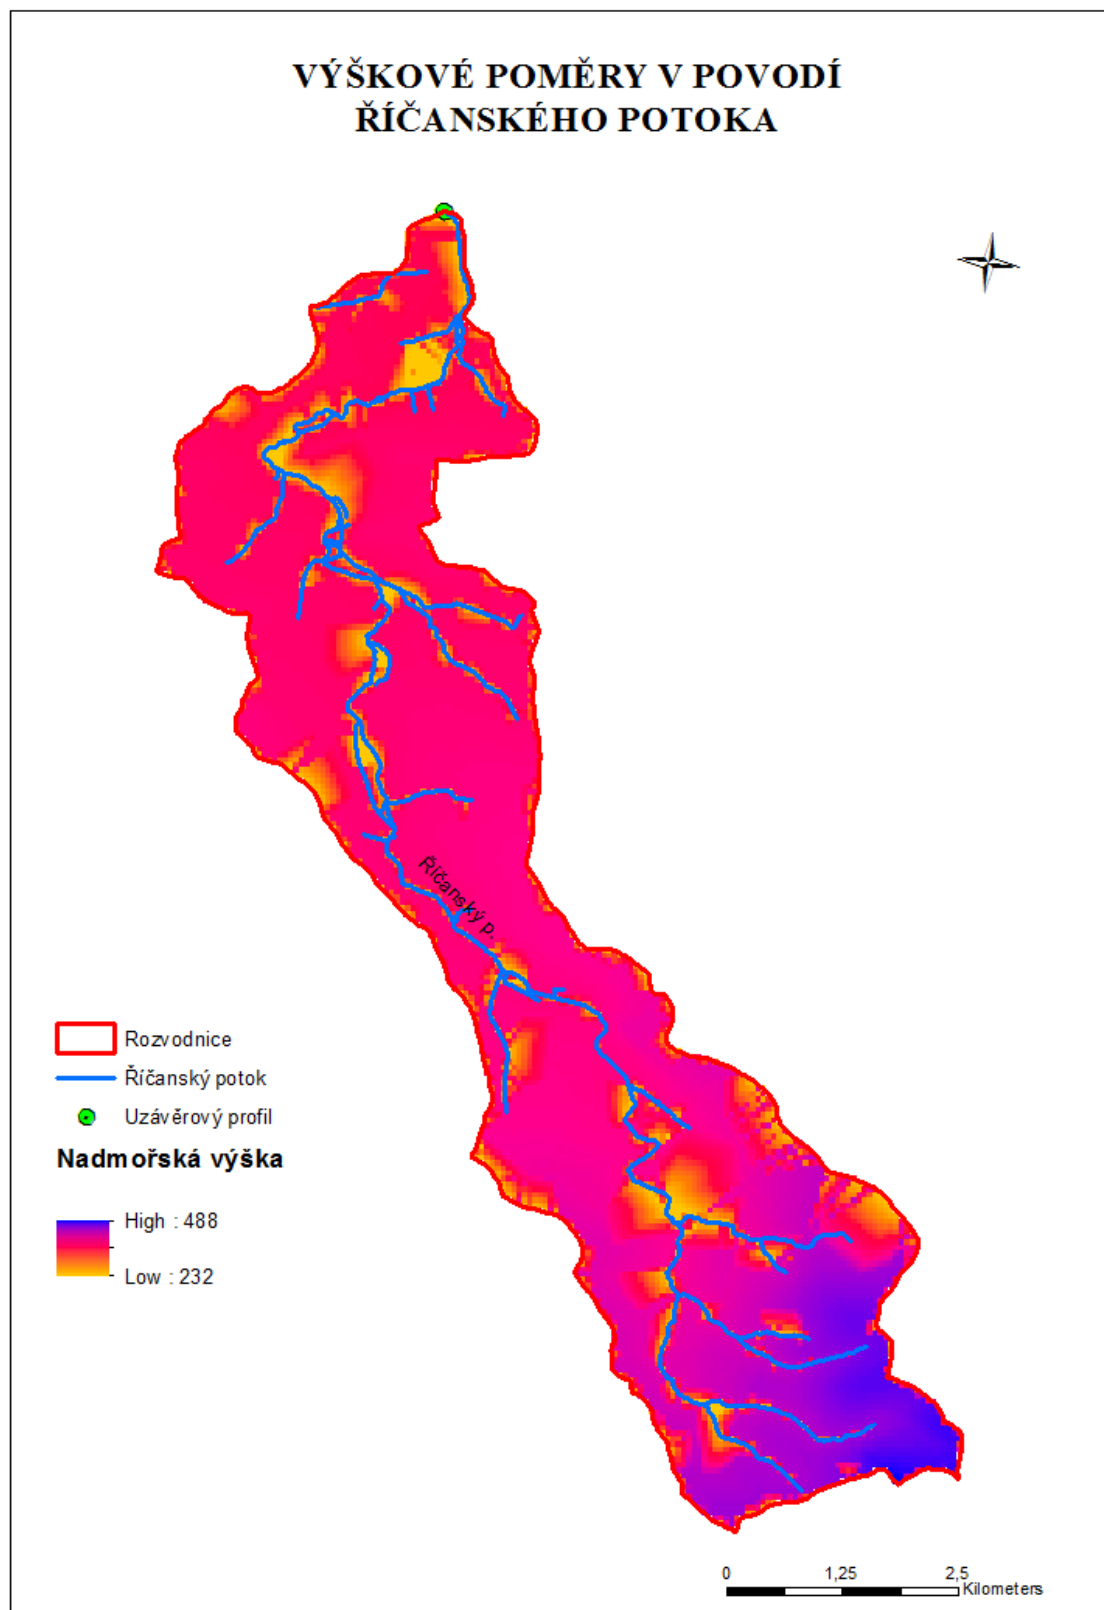 VÝŠKOVÉ POMĚRY V POVODÍ
ŘÍČANSKÉHO POTOKA
Říčanský p.
Rozvodnice
Říčanský potok
Uzávěrový profil
Nadmořská výška
High : 488
Low : 232
0 1,25 2,5
Kilometers